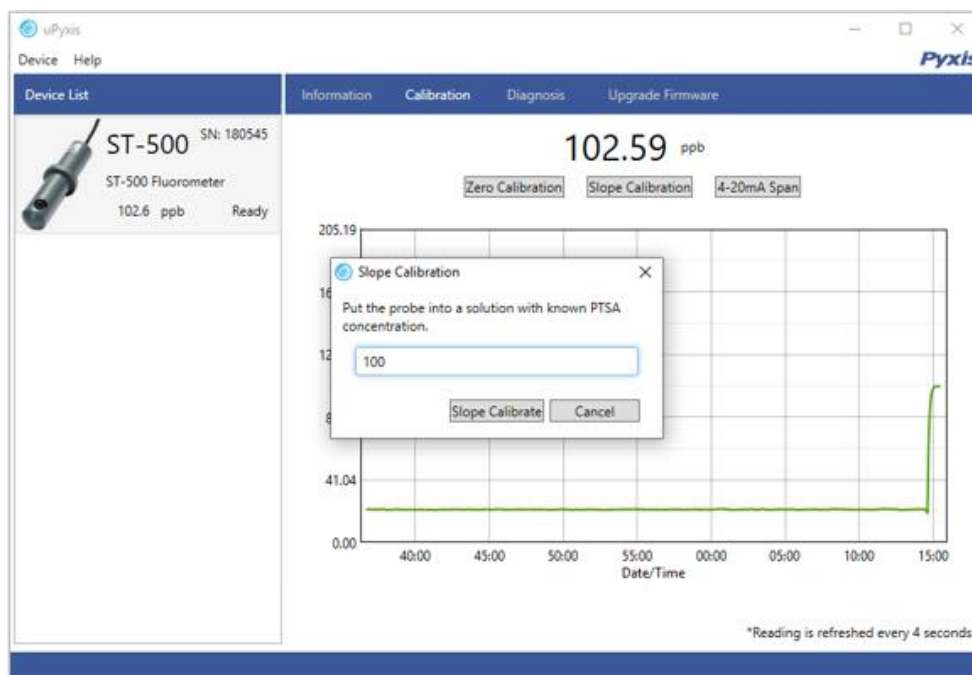 uPyxis
Device Help
Pyxis
Device List
Information Calibration Diagnosis Upgrade Firmware
ST-500 SN: 180545
ST-500 Fluorometer
102.6 ppb Ready
102.59 ppb
Zero Calibration Slope Calibration 4-20mA Span
205.19
Slope Calibration
Put the probe into a solution with known PTSA
concentration.
100
Slope Calibrate Cancel
41.04
0.00
40:00 45:00 50:00 55:00 00:00 05:00 10:00 15:00
Date/Time
*Reading is refreshed every 4 seconds